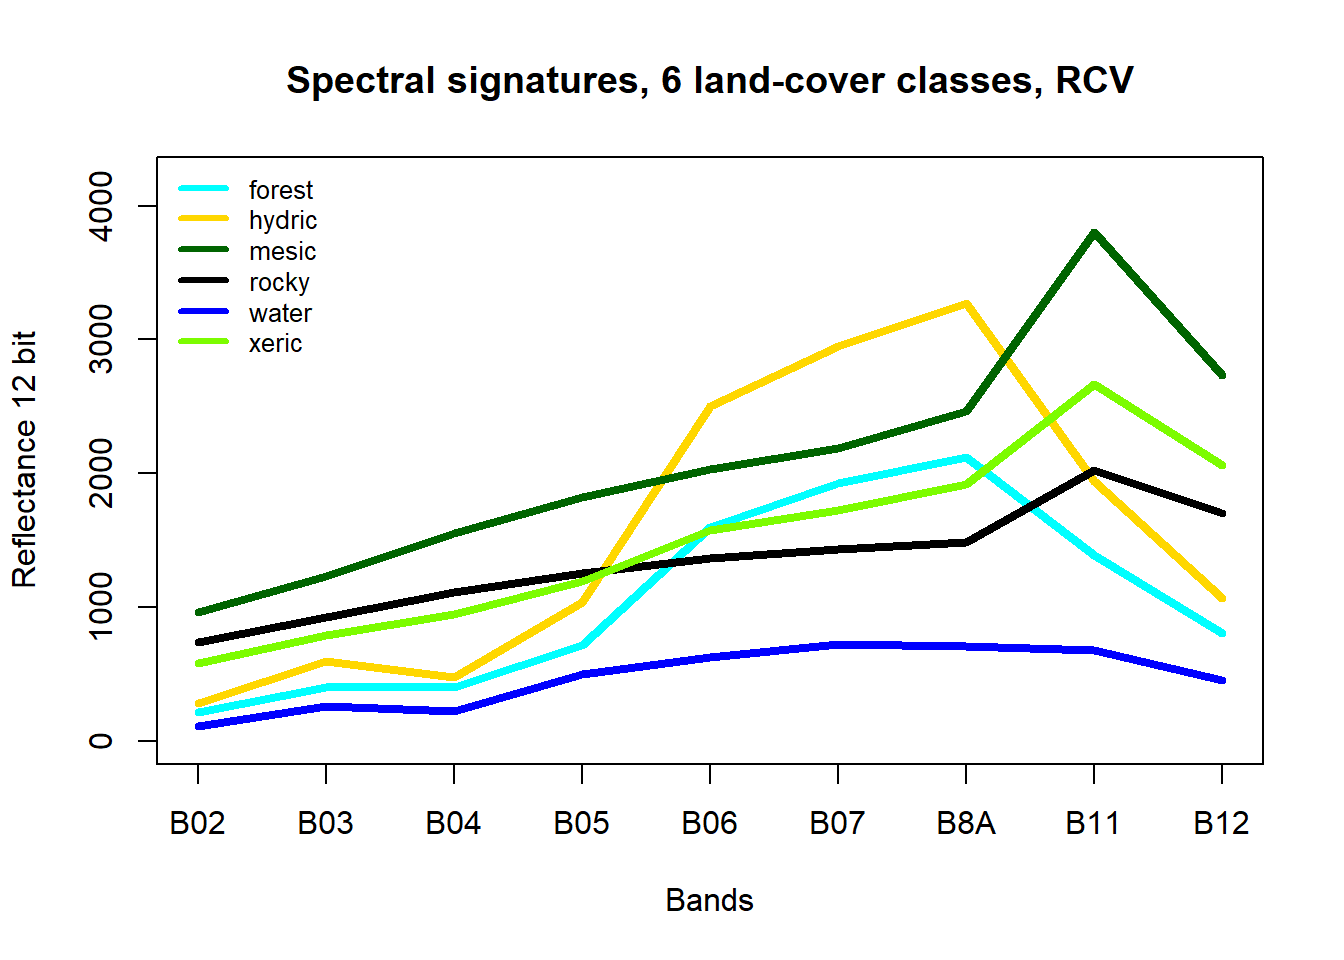 Spectral signatures, 6 land-cover classes, RCV
forest
hydric
mesic
rocky
water
xeric
4000
3000
2000
1000
0
Reflectance 12 bit
B02 B03 B04 B05 B06 B07 B8A B11 B12
Bands